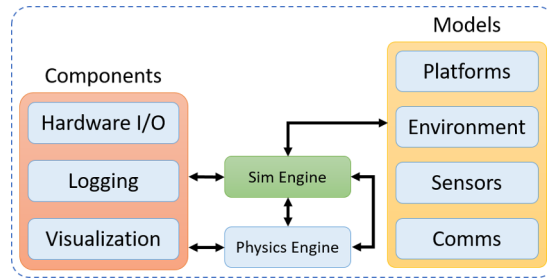 Models
Components
Platforms
Hardware I/O
Environment
Logging
Sim Engine
Sensors
Visualization
Physics Engine
Comms